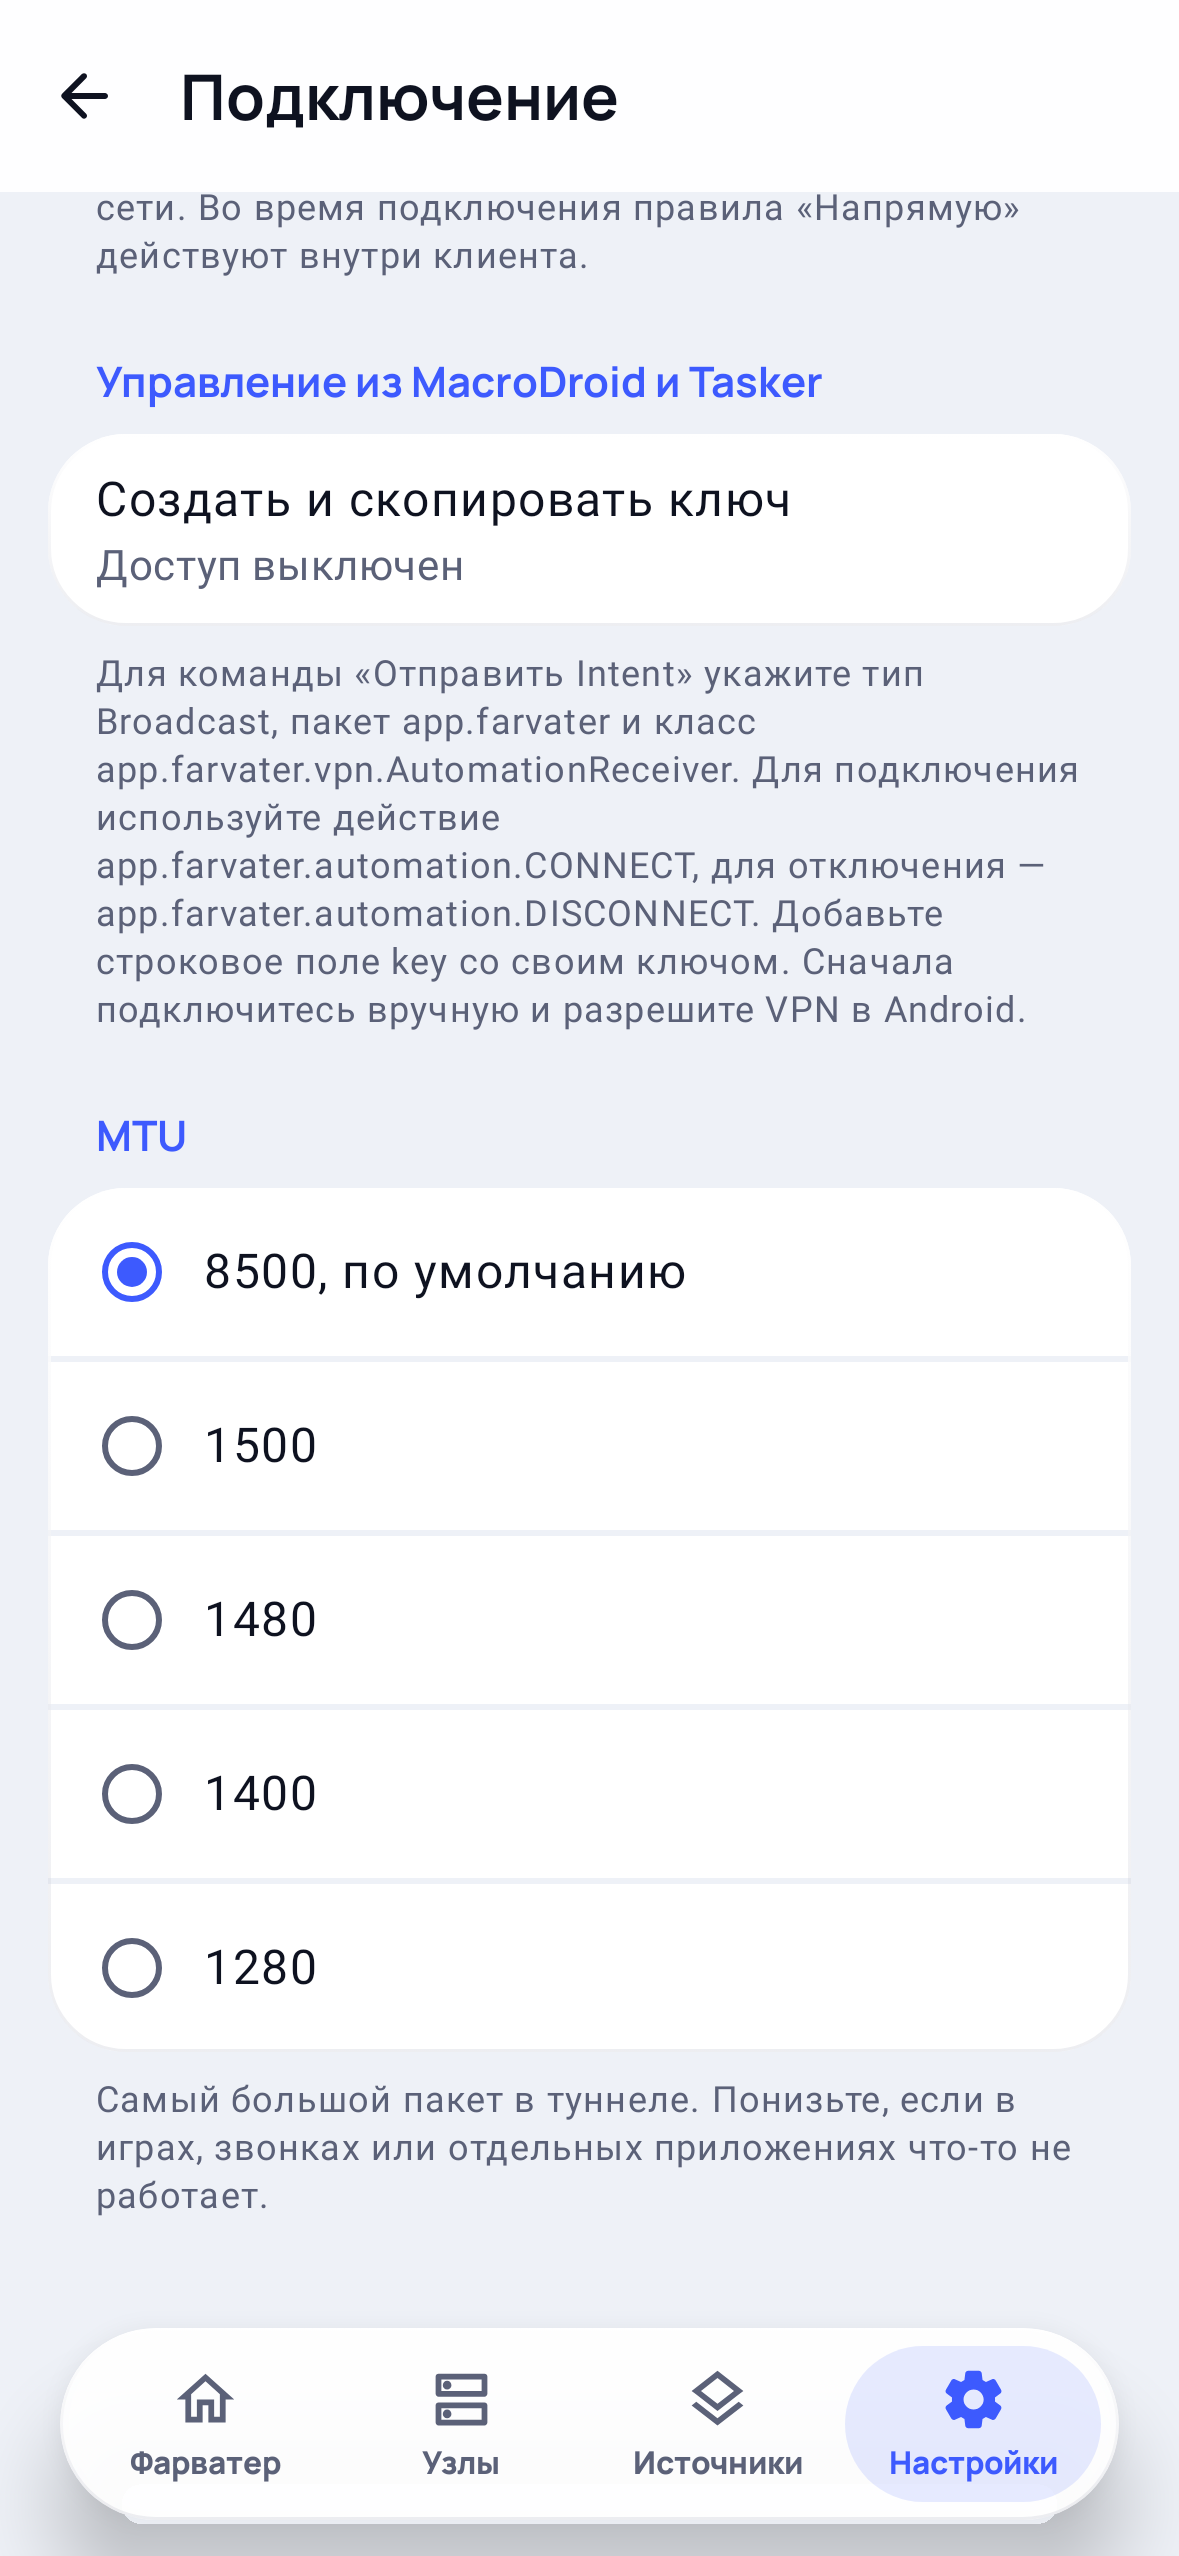 Подключение
сети. Во время подключения правила «Напрямую»
действуют внутри клиента.
Управление из MacroDroid и Tasker
Создать и скопировать ключ
Доступ выключен
Для команды «Отправить Intent» укажите тип
Broadcast, пакет app.farvater и класс
app.farvater.vpn.AutomationReceiver. Для подключения
используйте действие
app.farvater.automation.CONNECT, для отключения —
app.farvater.automation.DISCONNECT. Добавьте
строковое поле key со своим ключом. Сначала
подключитесь вручную и разрешите VPN в Android.
MTU
8500, по умолчанию
1500
1480
1400
1280
Самый большой пакет в туннеле. Понизьте, если в
играх, звонках или отдельных приложениях что-то не
работает.
Фарватер
Узлы
Источники
Настройки